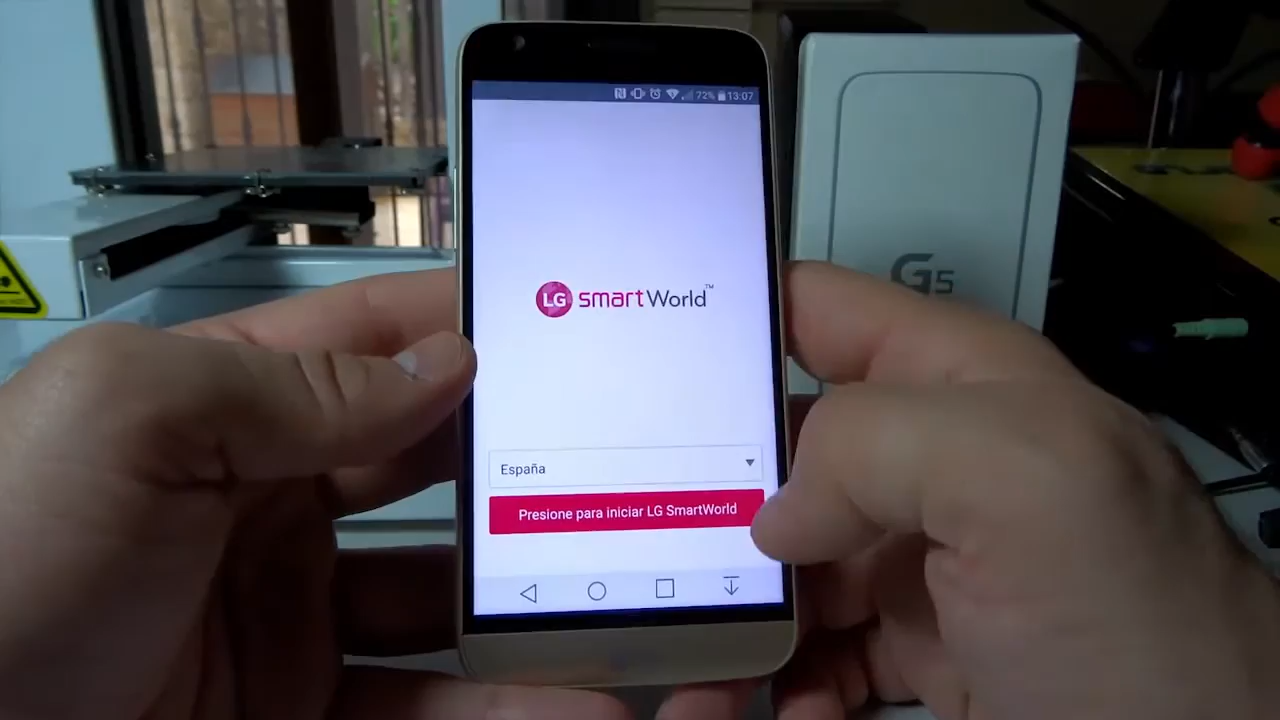 72% 13:07
LG smartWorld™
España
Presione para iniciar LG SmartWorld
G5